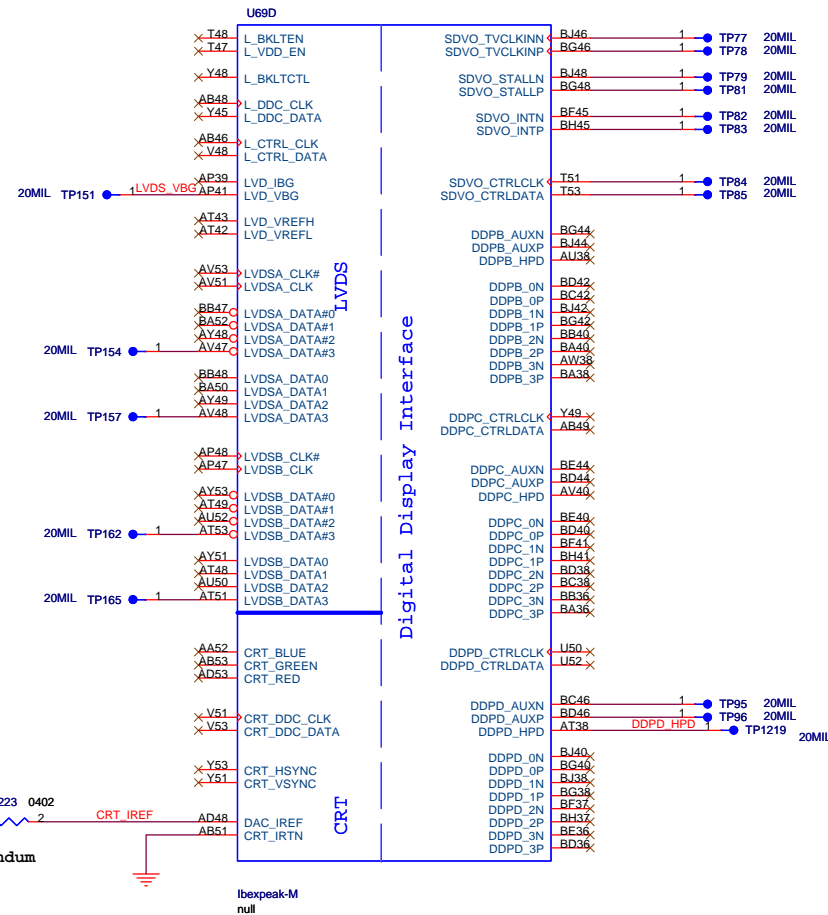 U69D
T48 L_BKLTEN
T47 L_VDD_EN
Y48 L_BKLTCTL
AB48 L_DDC_CLK
Y45 L_DDC_DATA
AB46 L_CTRL_CLK
V48 L_CTRL_DATA
AP39 LVD_IBG
20MIL TP151 1 LVDS_VBG AP41 LVD_VBG
AT43 LVD_VREFH
AT42 LVD_VREFL
AV53 LVDSA_CLK#
AV51 LVDSA_CLK
BB47 LVDSA_DATA#0
BA52 LVDSA_DATA#1
AY48 LVDSA_DATA#2
20MIL TP154 1 AV47 LVDSA_DATA#3
BB48 LVDSA_DATA0
BA50 LVDSA_DATA1
AY49 LVDSA_DATA2
20MIL TP157 1 AV48 LVDSA_DATA3
AP48 LVDSB_CLK#
AP47 LVDSB_CLK
AY53 LVDSB_DATA#0
AT49 LVDSB_DATA#1
AU52 LVDSB_DATA#2
20MIL TP162 1 AT53 LVDSB_DATA#3
AY51 LVDSB_DATA0
AT48 LVDSB_DATA1
AU50 LVDSB_DATA2
20MIL TP165 1 AT51 LVDSB_DATA3
AA52 CRT_BLUE
AB53 CRT_GREEN
AD53 CRT_RED
V51 CRT_DDC_CLK
V53 CRT_DDC_DATA
Y53 CRT_HSYNC
Y51 CRT_VSYNC
223 0402 2 CRT_IREF AD48 DAC_IREF
AB51 CRT_IRTN
ndum
LVDS
CRT
Digital Display Interface
SDVO_TVCLKINN BJ46 1 TP77 20MIL
SDVO_TVCLKINP BG46 1 TP78 20MIL
SDVO_STALLN BJ48 1 TP79 20MIL
SDVO_STALLP BG48 1 TP81 20MIL
SDVO_INTN BF45 1 TP82 20MIL
SDVO_INTP BH45 1 TP83 20MIL
SDVO_CTRLCLK T51 1 TP84 20MIL
SDVO_CTRLDATA T53 1 TP85 20MIL
DDPB_AUXN BG44
DDPB_AUXP BJ44
DDPB_HPD AU38
DDPB_0N BD42
DDPB_0P BC42
DDPB_1N BJ42
DDPB_1P BG42
DDPB_2N BB40
DDPB_2P BA40
DDPB_3N AW38
DDPB_3P BA38
DDPC_CTRLCLK Y49
DDPC_CTRLDATA AB49
DDPC_AUXN BE44
DDPC_AUXP BD44
DDPC_HPD AV40
DDPC_0N BE40
DDPC_0P BD40
DDPC_1N BF41
DDPC_1P BH41
DDPC_2N BD38
DDPC_2P BC38
DDPC_3N BB36
DDPC_3P BA36
DDPD_CTRLCLK U50
DDPD_CTRLDATA U52
DDPD_AUXN BC46 1 TP95 20MIL
DDPD_AUXP BD46 1 TP96 20MIL
DDPD_HPD AT38 DDPD_HPD 1 TP1219 20MIL
DDPD_0N BJ40
DDPD_0P BG40
DDPD_1N BJ38
DDPD_1P BG38
DDPD_2N BF37
DDPD_2P BH37
DDPD_3N BE36
DDPD_3P BD36
Ibexpeak-M
null